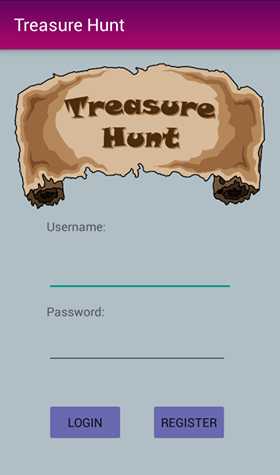 Treasure Hunt
Treasure
Hunt
Username:
Password:
LOGIN REGISTER